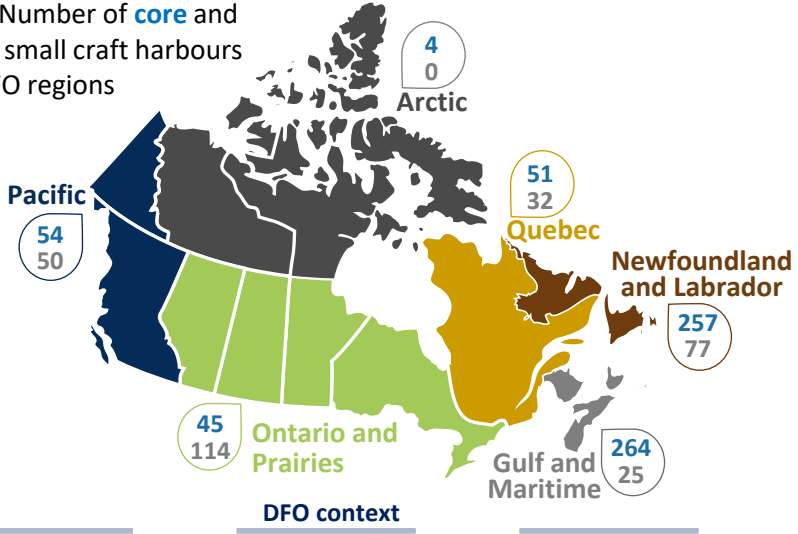 Number of core and
small craft harbours
O regions
4
0
Arctic
51
32
Quebec
Pacific
54
50
Newfoundland
and Labrador
257
77
45
114
Ontario and
Prairies
264
25
Gulf and
Maritime
DFO context